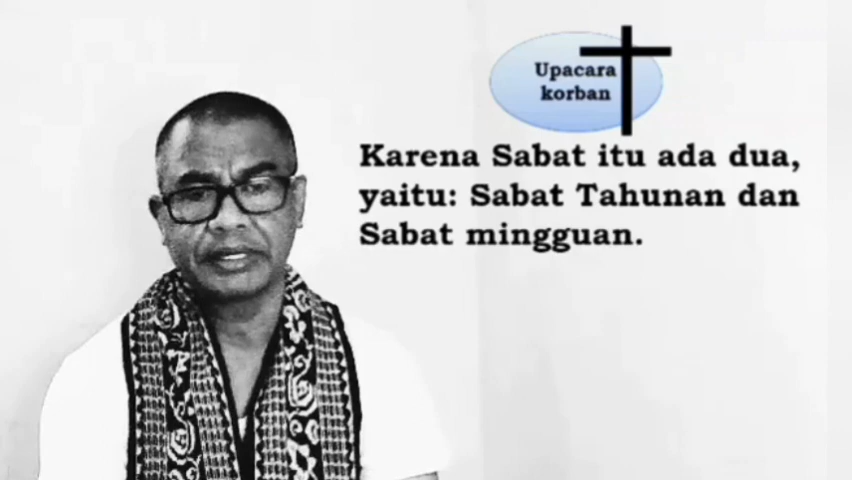 Upacara
korban
Karena Sabat itu ada dua,
yaitu: Sabat Tahunan dan
Sabat mingguan.